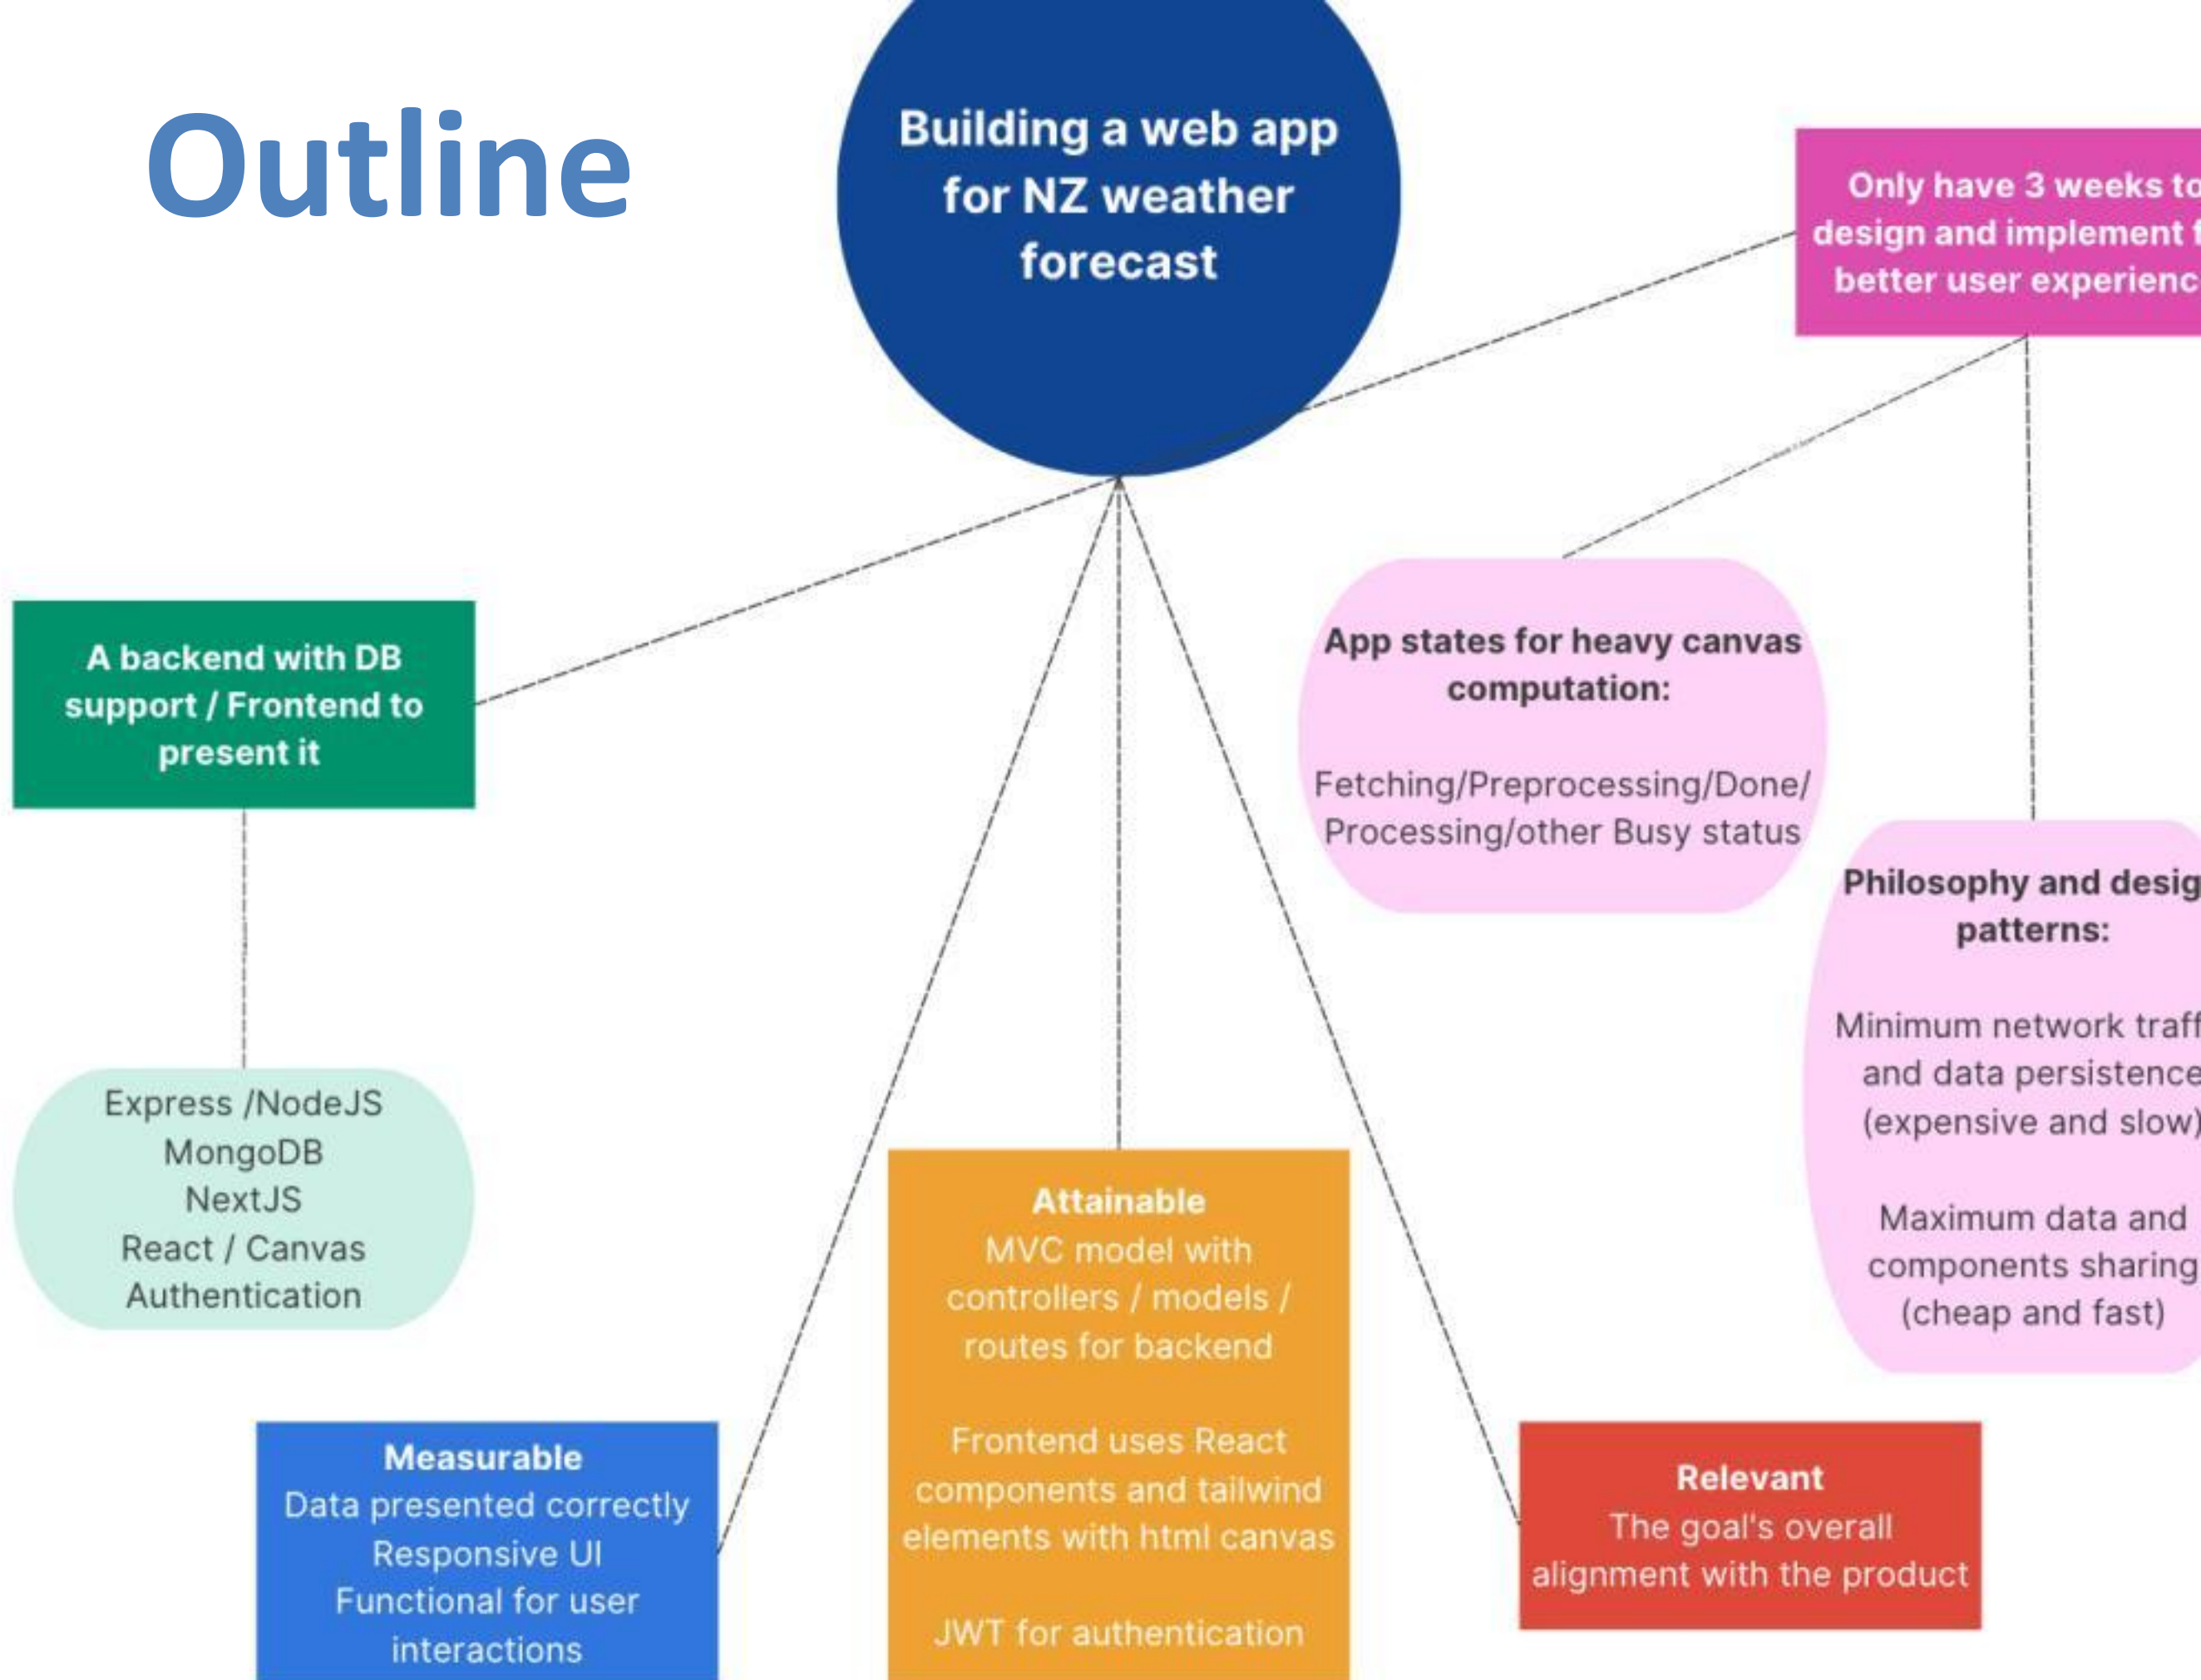 Outline
Building a web app
for NZ weather
forecast
Only have 3 weeks to
design and implement
better user
A backend with DB
support / Frontend to
present it
App states for heavy canvas
computation:
Fetching/Preprocessing/Done/
Processing/other Busy status
Philosophy and
patterns:
Minimum network
and data persistence
(expensive and slow)
Maximum data and
components sharing
(cheap and fast)
Express /NodeJS
MongoDB
NextJS
React / Canvas
Authentication
Attainable
MVC model with
controllers / models /
routes for backend
Frontend uses React
components and tailwind
elements with html canvas
JWT for authentication
Measurable
Data presented correctly
Responsive UI
Functional for user
interactions
Relevant
The goal's overall
alignment with the product